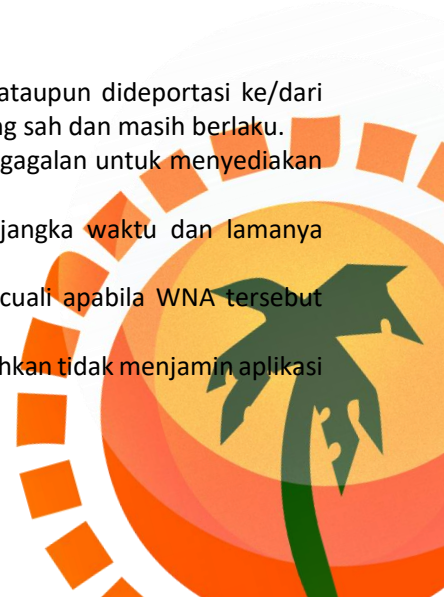 ataupun dideportasi ke/dari
ng sah dan masih berlaku.
gagalan untuk menyediakan
jangka waktu dan lamanya
cuali apabila WNA tersebut
hkan tidak menjamin aplikasi